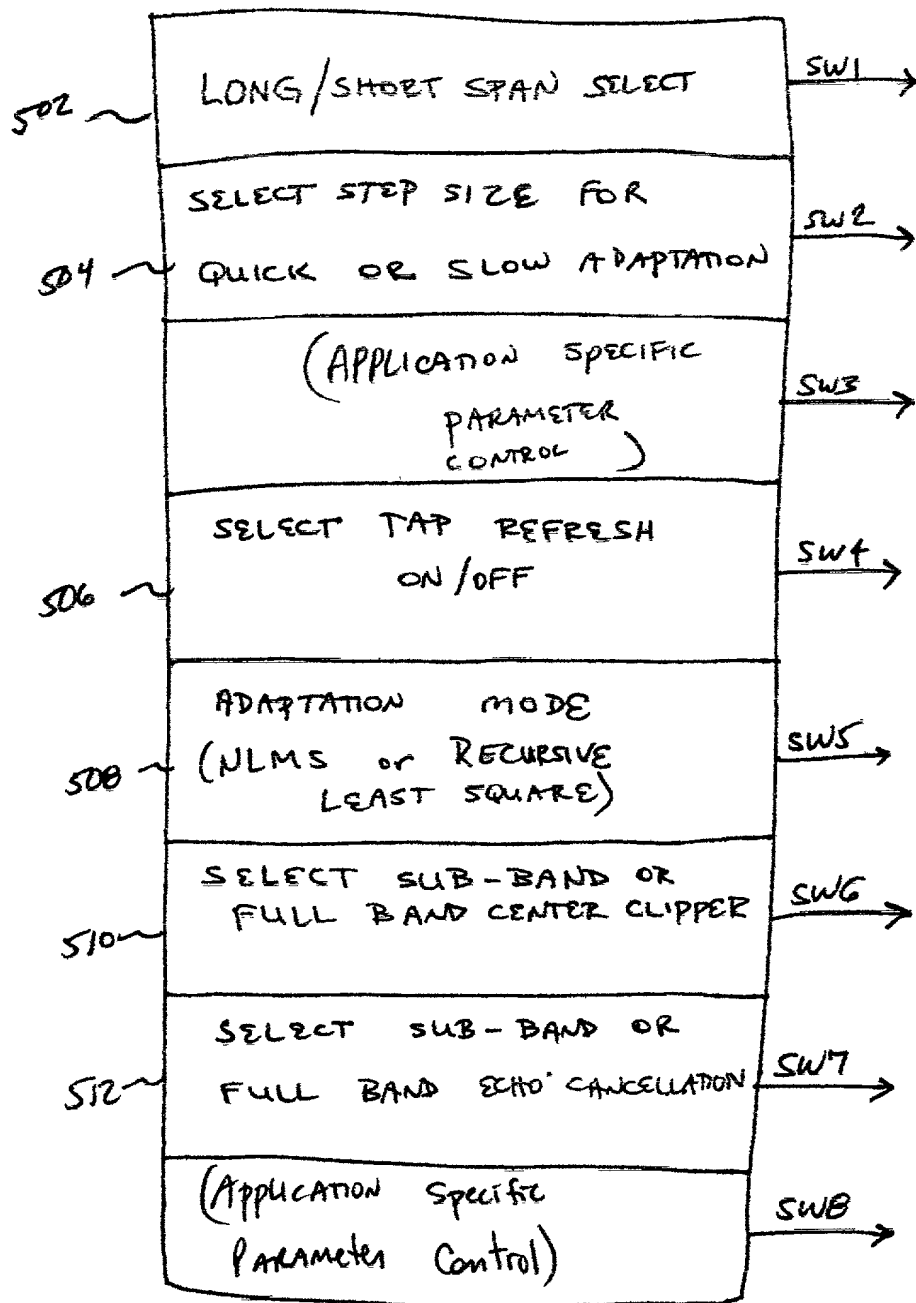 LONG/SHORT SPAN SELECT
SW1
502
SELECT STEP SIZE FOR
SW2
504
QUICK OR SLOW ADAPTATION
(APPLICATION SPECIFIC
SW3
PARAMETER
CONTROL)
SELECT TAP REFRESH
ON/OFF
SW4
506
ADAPTATION MODE
SW5
508
(NLMS or RECURSIVE
LEAST SQUARE)
SELECT SUB-BAND OR
FULL BAND CENTER CLIPPER
SW6
510
SELECT SUB-BAND OR
SW7
512
FULL BAND ECHO CANCELLATION
(APPLICATION Specific
SW8
PARAMeter Control)